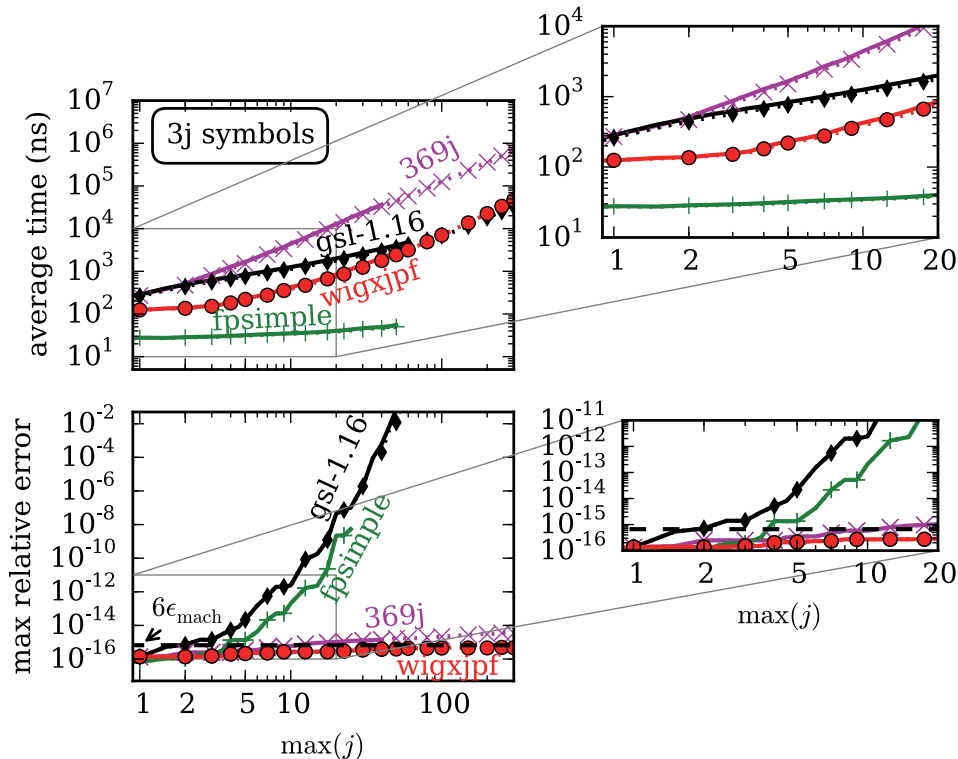 10^4
10^3
10^2
10^1
1
2
5
10
20
10^7
10^6
10^5
10^4
10^3
10^2
10^1
average time (ns)
3j symbols
369j
gsl-1.16
wigxjpf
fpsimple
10^-2
10^-4
10^-6
10^-8
10^-10
10^-12
10^-14
10^-16
max relative error
gsl-1.16
fpsimple
6ϵ_mach
369j
wigxjpf
1
2
5
10
100
max(j)
10^-11
10^-12
10^-13
10^-14
10^-15
10^-16
1
2
5
10
20
max(j)